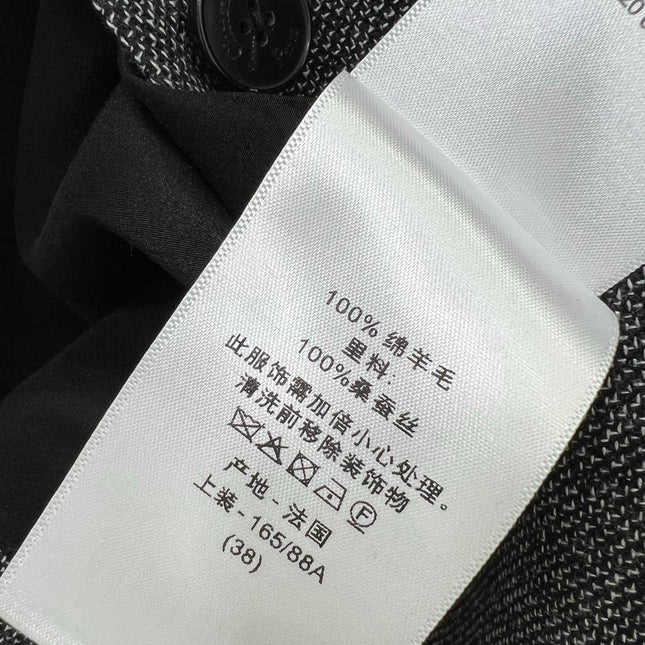 100% 绵羊毛
里料:
100%桑蚕丝
此服饰需加倍小心处理。
清洗前移除装饰物
F
产地 - 法国
上装 - 165/88A
(38)